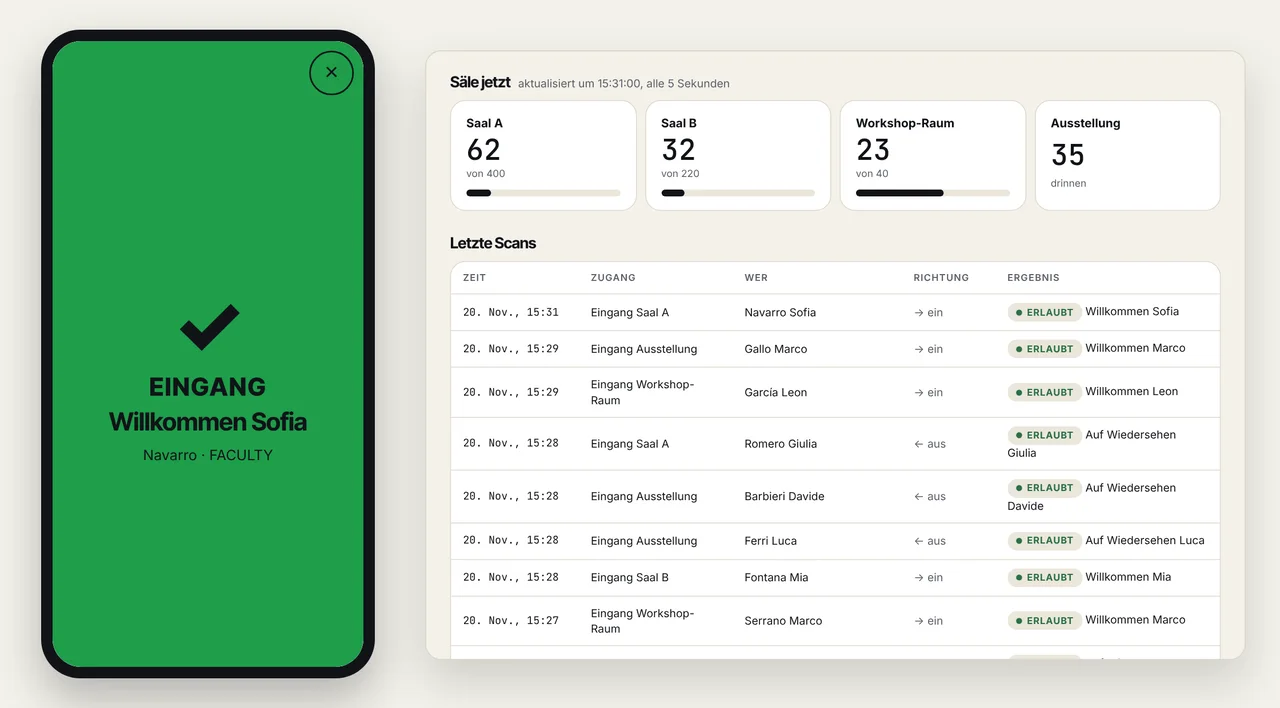 ×
EINGANG
Willkommen Sofia
Navarro · FACULTY
Säle jetzt aktualisiert um 15:31:00, alle 5 Sekunden
Saal A
62
von 400
Saal B
32
von 220
Workshop-Raum
23
von 40
Ausstellung
35
drinnen
Letzte Scans
ZEIT ZUGANG WER RICHTUNG ERGEBNIS
20. Nov., 15:31 Eingang Saal A Navarro Sofia → ein ERLAUBT Willkommen Sofia
20. Nov., 15:29 Eingang Ausstellung Gallo Marco → ein ERLAUBT Willkommen Marco
20. Nov., 15:29 Eingang Workshop-
Raum García Leon → ein ERLAUBT Willkommen Leon
20. Nov., 15:28 Eingang Saal A Romero Giulia ← aus ERLAUBT Auf Wiedersehen
Giulia
20. Nov., 15:28 Eingang Ausstellung Barbieri Davide ← aus ERLAUBT Auf Wiedersehen
Davide
20. Nov., 15:28 Eingang Ausstellung Ferri Luca ← aus ERLAUBT Auf Wiedersehen Luca
20. Nov., 15:28 Eingang Saal B Fontana Mia → ein ERLAUBT Willkommen Mia
20. Nov., 15:27 Eingang Workshop-
Raum Serrano Marco → ein ERLAUBT Willkommen Marco